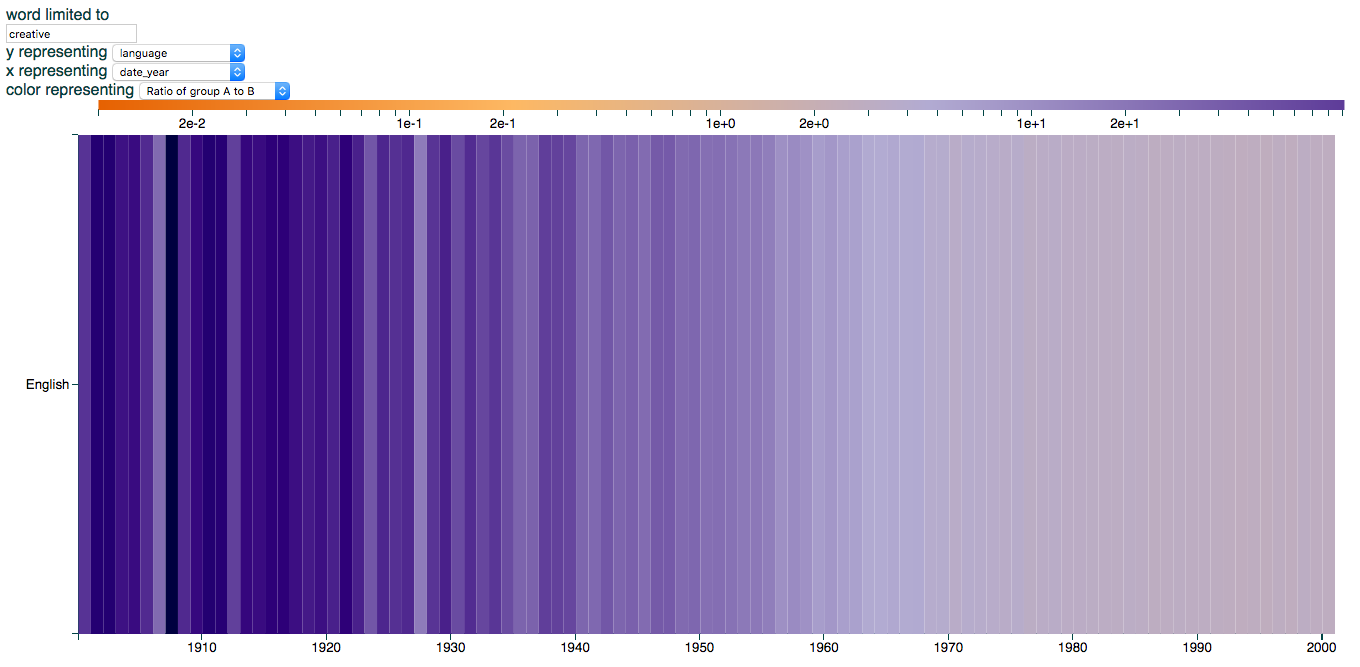 word limited to
creative
y representing language
x representing date_year
color representing Ratio of group A to B
2e-2 1e-1 2e-1 1e+0 2e+0 1e+1 2e+1
English
1910 1920 1930 1940 1950 1960 1970 1980 1990 2000